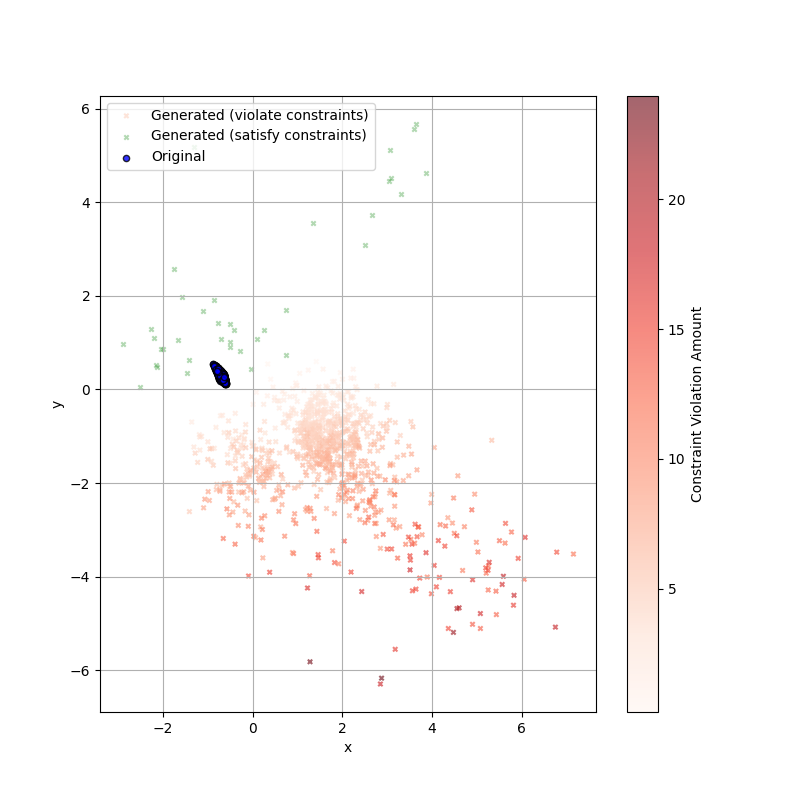 Generated (violate constraints)
Generated (satisfy constraints)
Original
6
4
2
0
−2
−4
−6
y
−2
0
2
4
6
x
20
15
10
5
Constraint Violation Amount